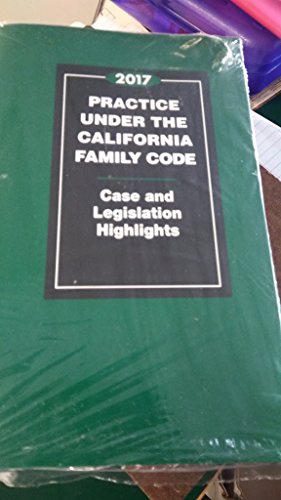 2017
PRACTICE
UNDER THE
CALIFORNIA
FAMILY CODE
Case and
Legislation
Highlights